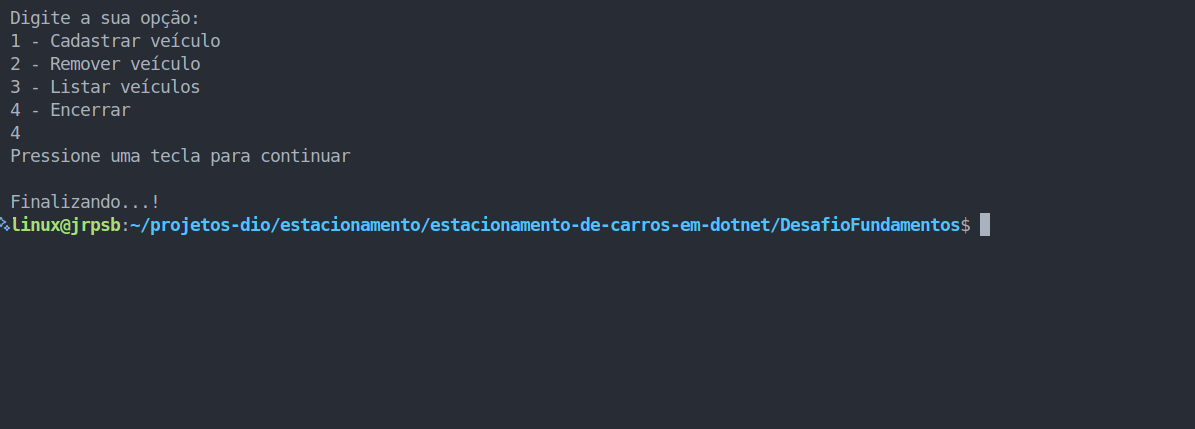 Digite a sua opção:
1 - Cadastrar veículo
2 - Remover veículo
3 - Listar veículos
4 - Encerrar
4
Pressione uma tecla para continuar
Finalizando...!
linux@jrpsb:~/projetos-dio/estacionamento/estacionamento-de-carros-em-dotnet/DesafioFundamentos$